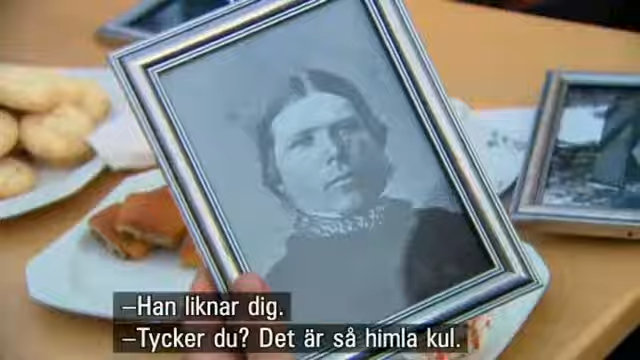 –Han liknar dig.
–Tycker du? Det är så himla kul.